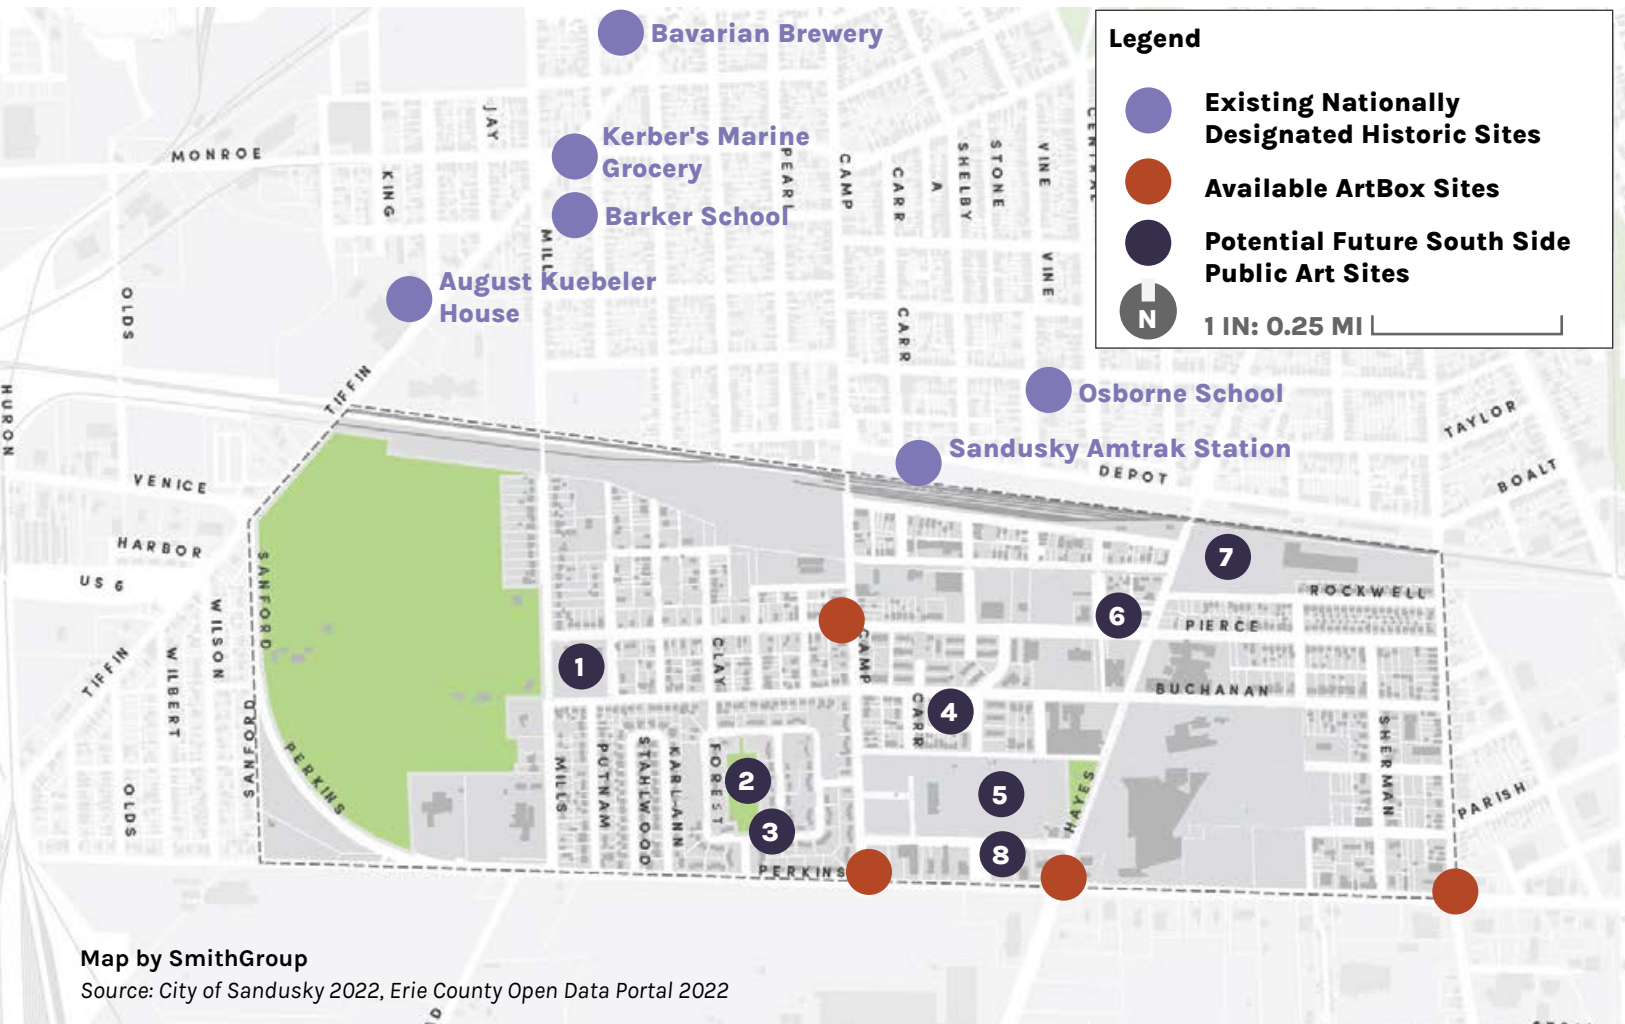 Bavarian Brewery
Legend
Existing Nationally
Designated Historic Sites
Available ArtBox Sites
Potential Future South Side
Public Art Sites
N
1 IN: 0.25 MI
JAY
MONROE
KING
Kerber's Marine
Grocery
Barker School
PEARL
CAMP
CARR
A
SHELBY
STONE
VINE
CENTRAL
MILLS
August Kuebeler
House
OLDS
VINE
CARR
TIFFIN
HURON
Osborne School
Sandusky Amtrak Station
DEPOT
TAYLOR
BOALT
VENICE
HARBOR
US 6
SANFORD
WILSON
WILBERT
TIFFIN
SANFORD
PERKINS
OLDS
7
ROCKWELL
6
PIERCE
1
CLAY
CAMP
BUCHANAN
4
CARR
MILLS
PUTNAM
STAHLWOOD
KARL-ANN
FOREST
2
3
5
HAYES
SHERMAN
PARISH
8
PERKINS
Map by SmithGroup
Source: City of Sandusky 2022, Erie County Open Data Portal 2022